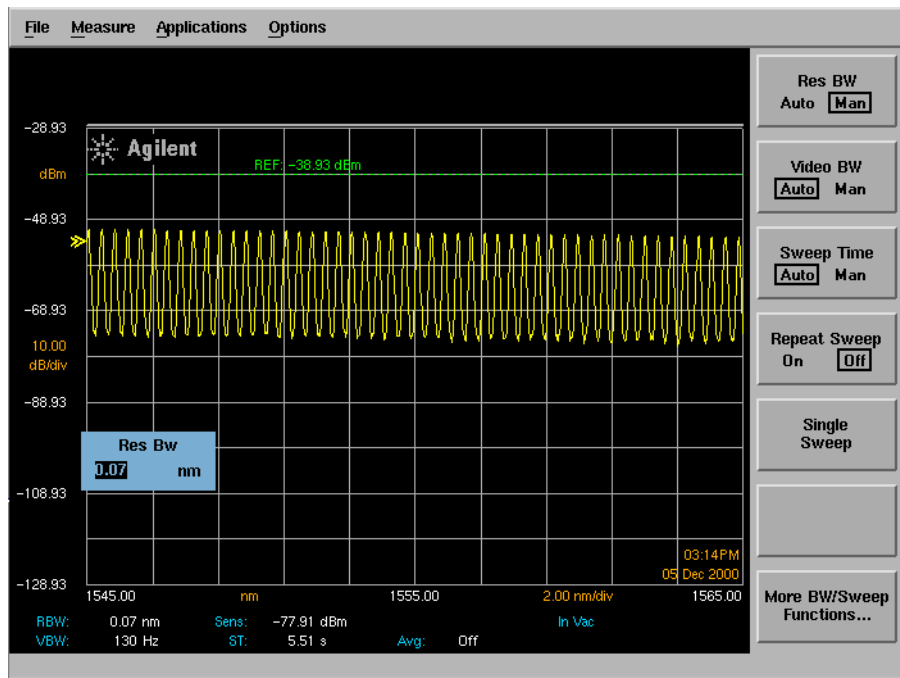 File Measure Applications Options
Res BW
Auto Man
-28.93
Agilent
dBm
REF: -38.93 dBm
Video BW
Auto Man
-48.93
Sweep Time
Auto Man
-68.93
10.00
dB/div
Repeat Sweep
On Off
-88.93
Single
Sweep
Res Bw
0.07 nm
-108.93
03:14PM
05 Dec 2000
-128.93
1545.00 nm 1555.00 2.00 nm/div 1565.00
More BW/Sweep
Functions...
RBW: 0.07 nm Sens: -77.91 dBm In Vac
VBW: 130 Hz ST: 5.51 s Avg: Off